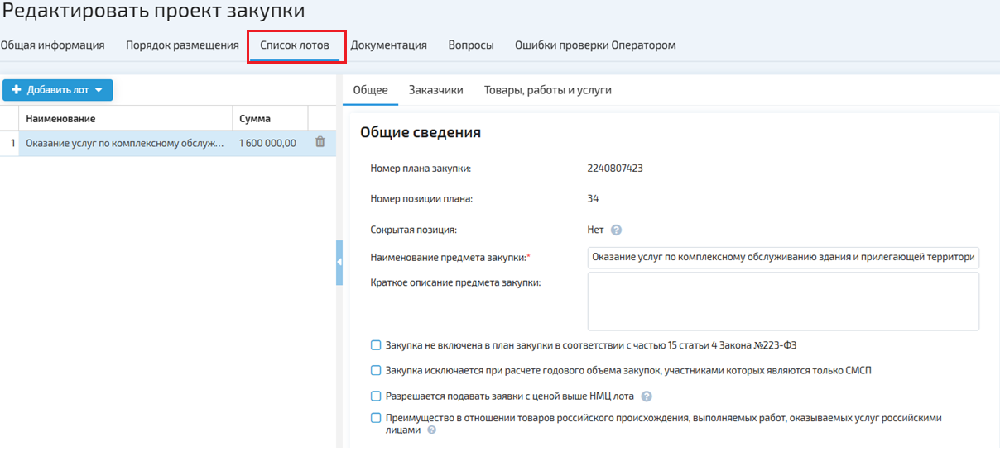 Редактировать проект закупки
Общая информация Порядок размещения Список лотов Документация Вопросы Ошибки проверки Оператором
Добавить лот
Общее Заказчики Товары, работы и услуги
Наименование Сумма
1 Оказание услуг по комплексному обслуж... 1 600 000,00
Общие сведения
Номер плана закупки: 2240807423
Номер позиции плана: 34
Сокрытая позиция: Нет ?
Наименование предмета закупки:* Оказание услуг по комплексному обслуживанию здания и прилегающей территори
Краткое описание предмета закупки:
Закупка не включена в план закупки в соответствии с частью 15 статьи 4 Закона №223-ФЗ
Закупка исключается при расчете годового объема закупок, участниками которых являются только СМСП
Разрешается подавать заявки с ценой выше НМЦ лота ?
Преимущество в отношении товаров российского происхождения, выполняемых работ, оказываемых услуг российскими
лицами ?